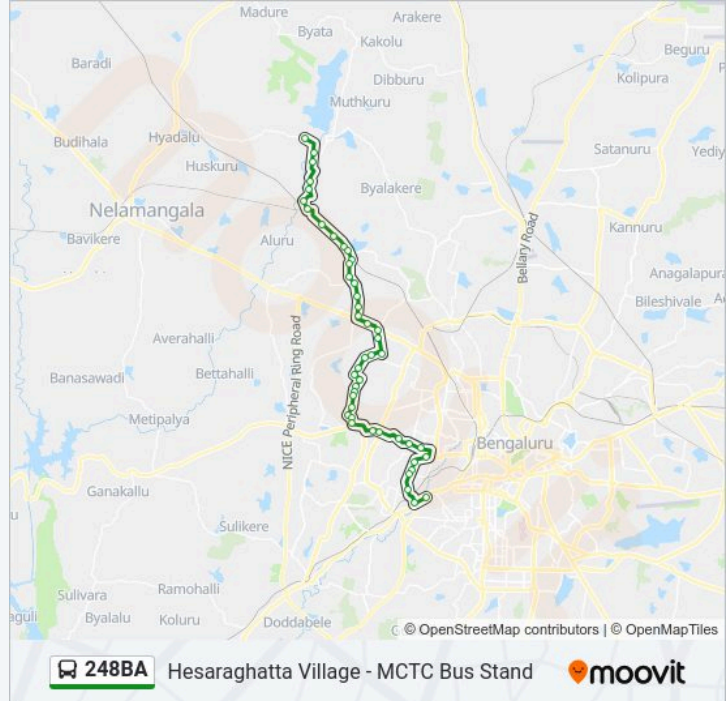 Madure
Arakere
Byata
Kakolu
Beguru
Baradi
Dibburu
Kolipura
Muthkuru
Budihala
Hyadalu
Satanuru
Yediy
Huskuru
Byalakere
Nelamangala
Kannuru
Bavikere
Aluru
Bellary Road
Anagalapura
Bileshivale
Averahalli
NICE Peripheral Ring Road
Banasawadi
Bettahalli
Metipalya
Bengaluru
Ganakallu
Sulikere
Ramohalli
Sulivara
aguli
Byalalu
Koluru
Doddabele
© OpenStreetMap contributors | © OpenMapTiles
248BA Hesaraghatta Village - MCTC Bus Stand moovit